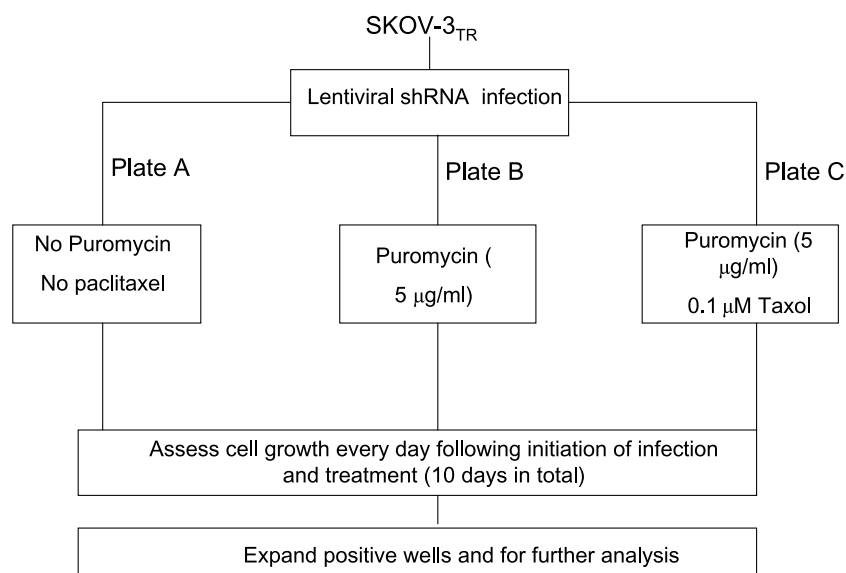 SKOV-3TR
Lentiviral shRNA infection
Plate A
Plate B
Plate C
No Puromycin
No paclitaxel
Puromycin (
5 μg/ml)
Puromycin (5
μg/ml)
0.1 μM Taxol
Assess cell growth every day following initiation of infection
and treatment (10 days in total)
Expand positive wells and for further analysis